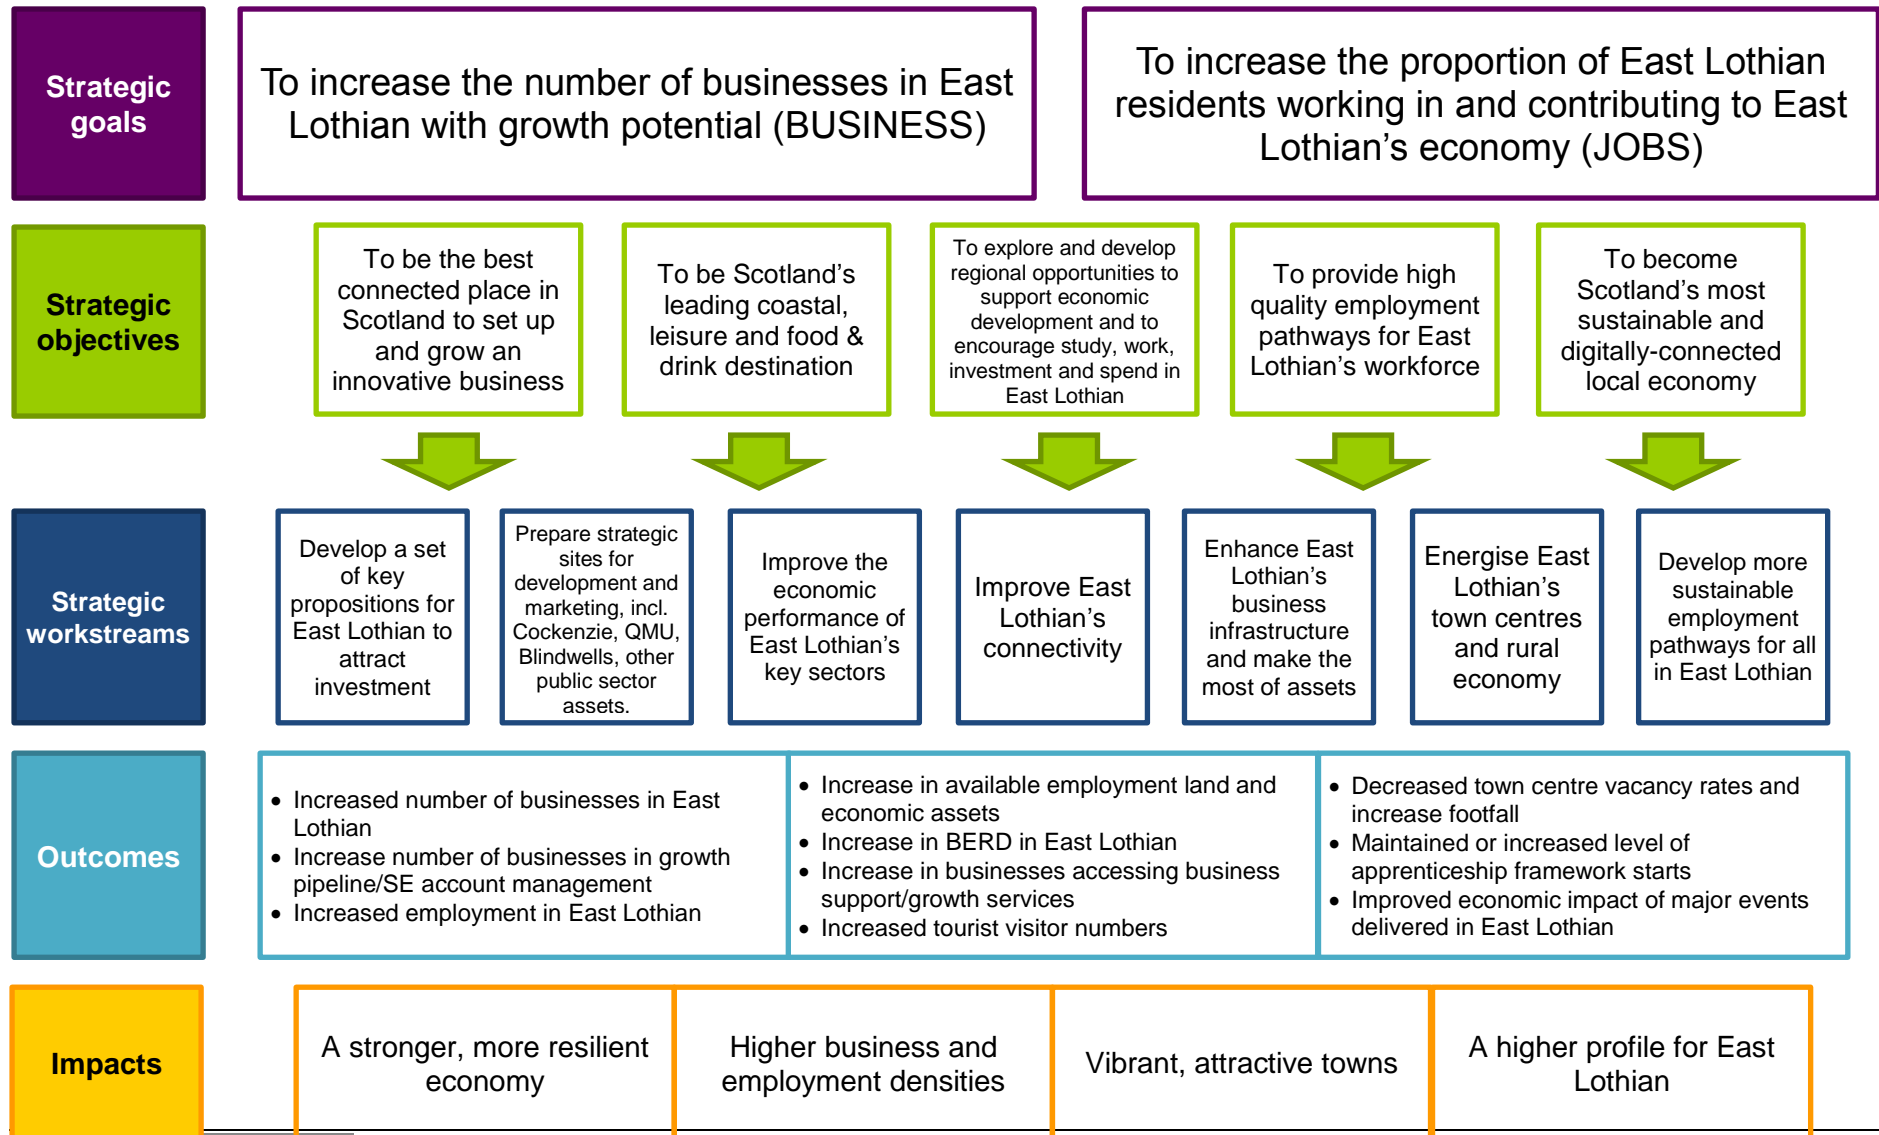 Strategic
goals
To increase the number of businesses in East
Lothian with growth potential (BUSINESS)
To increase the proportion of East Lothian
residents working in and contributing to East
Lothian’s economy (JOBS)
Strategic
objectives
To be the best
connected place in
Scotland to set up
and grow an
innovative business
To be Scotland’s
leading coastal,
leisure and food &
drink destination
To explore and develop
regional opportunities to
support economic
development and to
encourage study, work,
investment and spend in
East Lothian
To provide high
quality employment
pathways for East
Lothian’s workforce
To become
Scotland’s most
sustainable and
digitally-connected
local economy
Strategic
workstreams
Develop a set
of key
propositions for
East Lothian to
attract
investment
Prepare strategic
sites for
development and
marketing, incl.
Cockenzie, QMU,
Blindwells, other
public sector
assets.
Improve the
economic
performance of
East Lothian’s
key sectors
Improve East
Lothian’s
connectivity
Enhance East
Lothian’s
business
infrastructure
and make the
most of assets
Energise East
Lothian’s
town centres
and rural
economy
Develop more
sustainable
employment
pathways for all
in East Lothian
Outcomes
• Increased number of businesses in East
Lothian
• Increase number of businesses in growth
pipeline/SE account management
• Increased employment in East Lothian
• Increase in available employment land and
economic assets
• Increase in BERD in East Lothian
• Increase in businesses accessing business
support/growth services
• Increased tourist visitor numbers
• Decreased town centre vacancy rates and
increase footfall
• Maintained or increased level of
apprenticeship framework starts
• Improved economic impact of major events
delivered in East Lothian
Impacts
A stronger, more resilient
economy
Higher business and
employment densities
Vibrant, attractive towns
A higher profile for East
Lothian